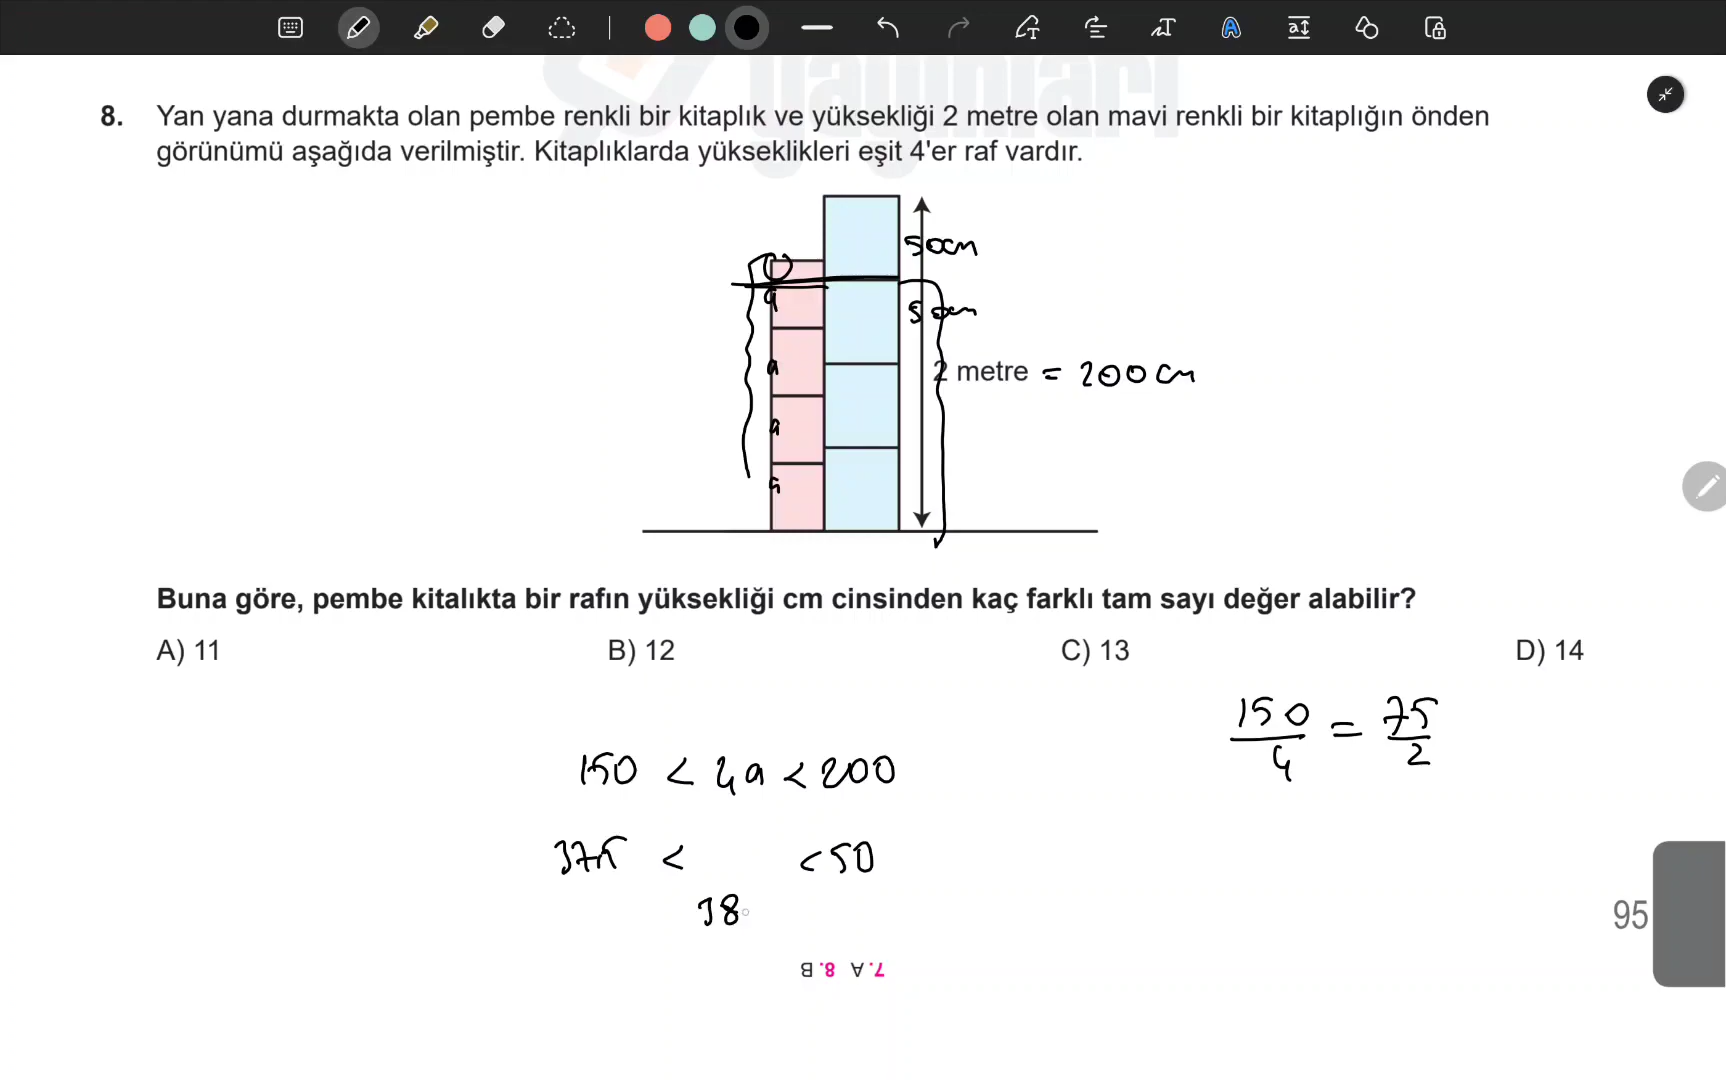 yayınları
8. Yan yana durmakta olan pembe renkli bir kitaplık ve yüksekliği 2 metre olan mavi renkli bir kitaplığın önden
görünümü aşağıda verilmiştir. Kitaplıklarda yükseklikleri eşit 4'er raf vardır.
50cm
a
50cm
a
2 metre = 200cm
a
a
Buna göre, pembe kitalıkta bir rafın yüksekliği cm cinsinden kaç farklı tam sayı değer alabilir?
A) 11 B) 12 C) 13 D) 14
150/4 = 75/2
150 < 4a < 200
37,5 < < 50
38
95
7. A 8. B